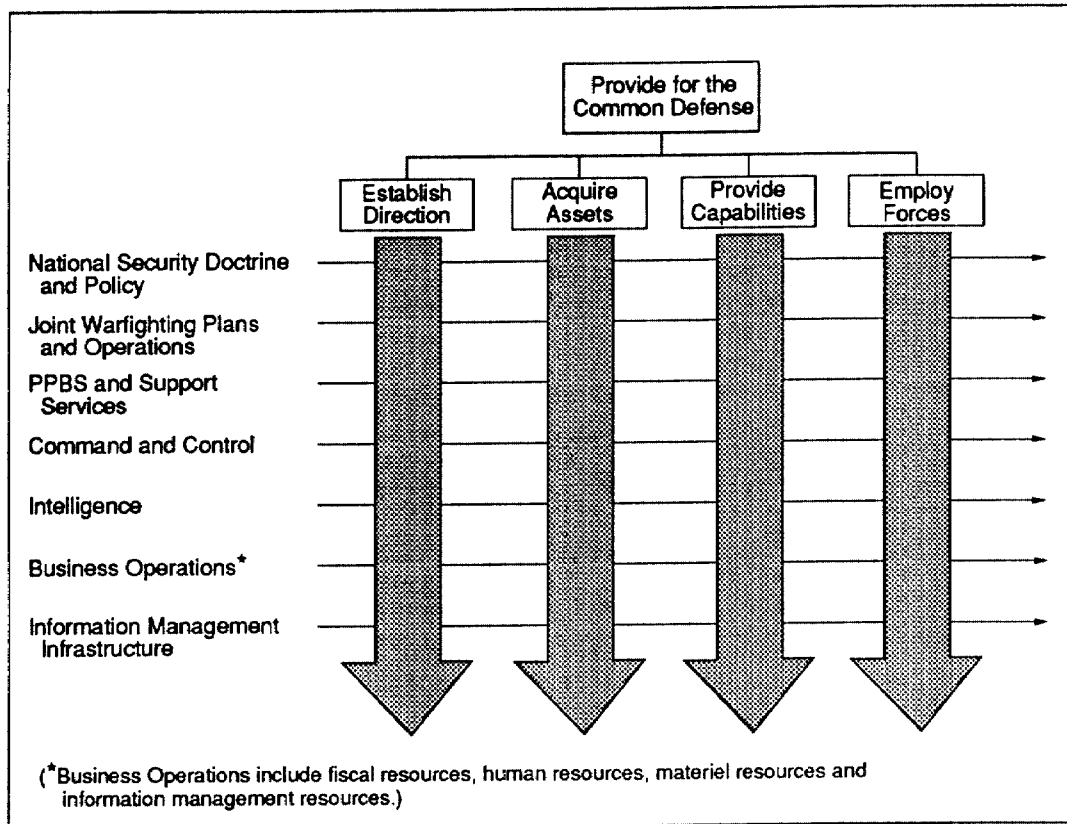 Provide for the
Common Defense
Establish
Direction
Acquire
Assets
Provide
Capabilities
Employ
Forces
National Security Doctrine
and Policy
Joint Warfighting Plans
and Operations
PPBS and Support
Services
Command and Control
Intelligence
Business Operations*
Information Management
Infrastructure
(*Business Operations include fiscal resources, human resources, materiel resources and
information management resources.)